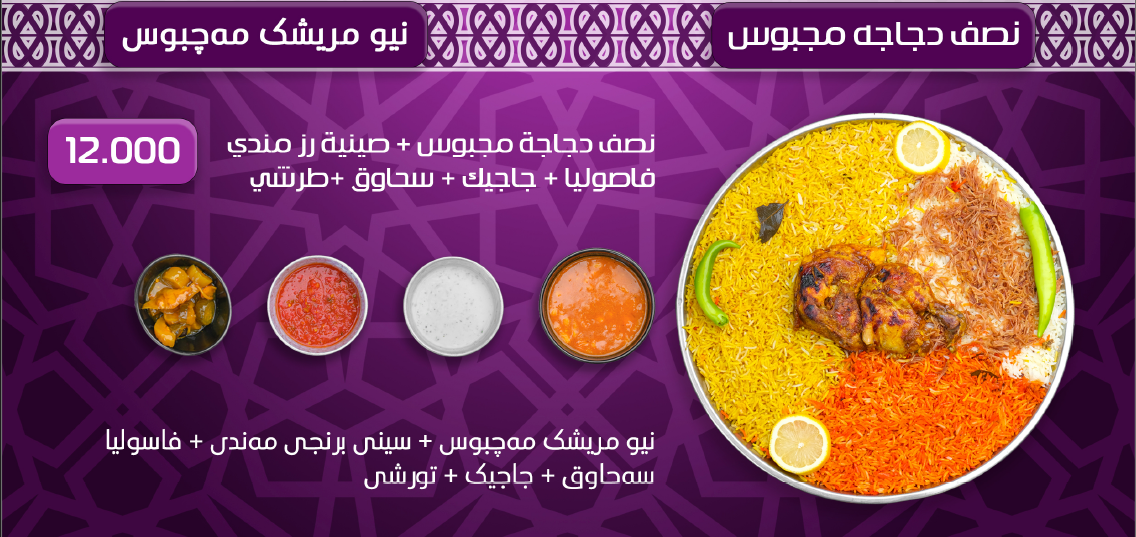 نصف دجاجه مجبوس
نیو مریشک مەچبوس
نصف دجاجة مجبوس + صينية رز مندي
فاصوليا + جاجيك + سحاوق +طرشي
12.000
نیو مریشک مەچبوس + سینی برنجی مەندی + فاسولیا
سەحاوق + جاجیک + تورشی